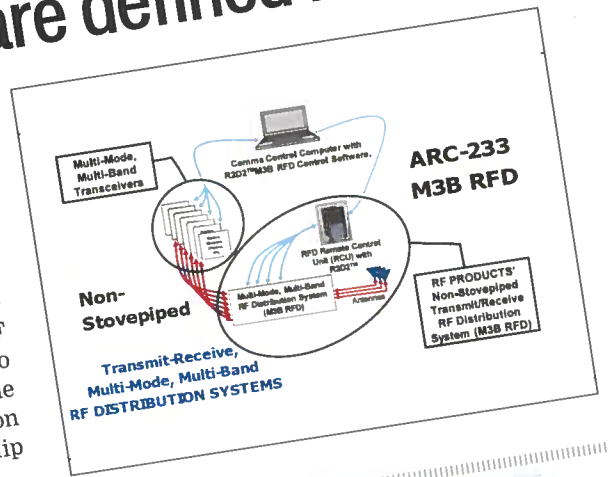 are defined
Multi-Mode,
Multi-Band
Transceivers
Comms Control Computer with
R2D2™M3B RFD Control Software.
ARC-233
M3B RFD
RFD Remote Control
Unit (RCU) with
R2D2™
Non-
Stovepiped
Multi-Mode, Multi-Band
RF Distribution System
(M3B RFD)
Antennas
RF PRODUCTS'
Non-Stovepiped
Transmit/Receive
RF Distribution
System (M3B RFD)
Transmit-Receive,
Multi-Mode, Multi-Band
RF DISTRIBUTION SYSTEMS